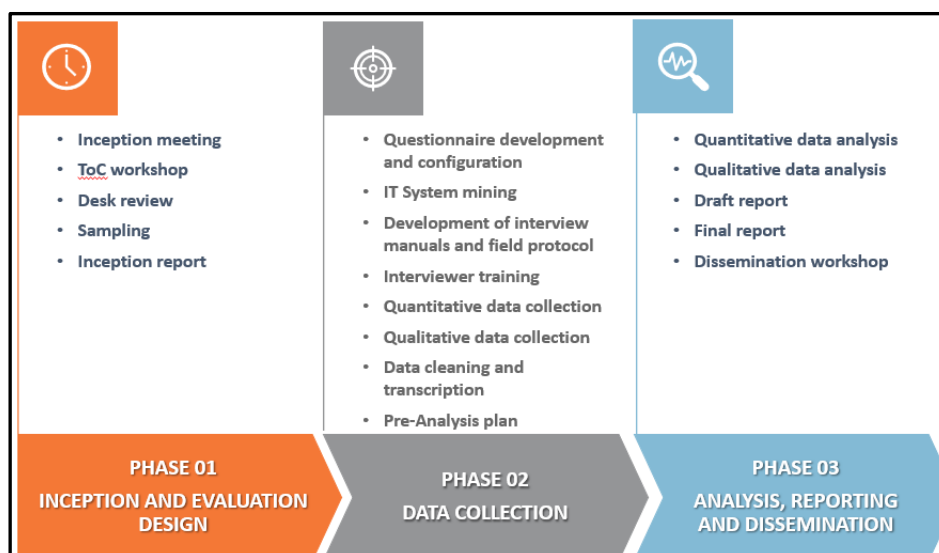 • Inception meeting
• ToC workshop
• Desk review
• Sampling
• Inception report
• Questionnaire development
and configuration
• IT System mining
• Development of interview
manuals and field protocol
• Interviewer training
• Quantitative data collection
• Qualitative data collection
• Data cleaning and
transcription
• Pre-Analysis plan
• Quantitative data analysis
• Qualitative data analysis
• Draft report
• Final report
• Dissemination workshop
PHASE 01
INCEPTION AND EVALUATION
DESIGN
PHASE 02
DATA COLLECTION
PHASE 03
ANALYSIS, REPORTING
AND DISSEMINATION